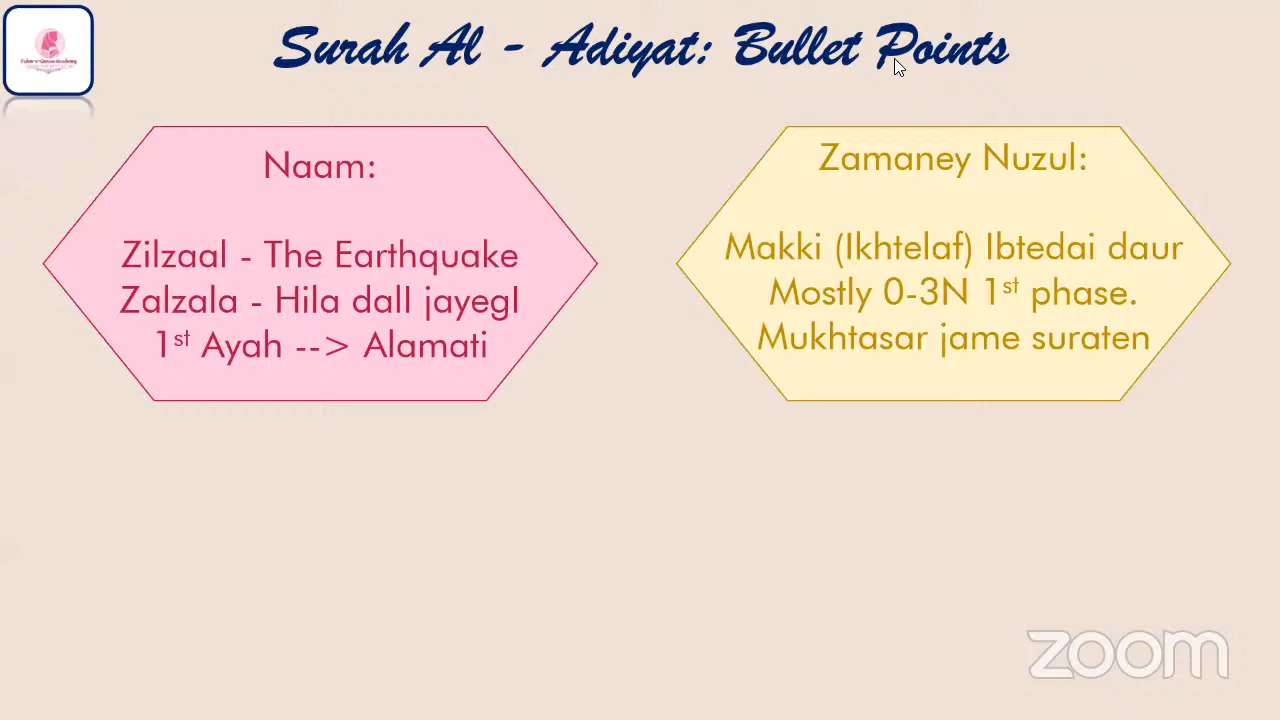 Surah Al - Adiyat: Bullet Points
Naam:
Zilzaal - The Earthquake
Zalzala - Hila dalI jayegI
1st Ayah --> Alamati
Zamaney Nuzul:
Makki (Ikhtelaf) Ibtedai daur
Mostly 0-3N 1st phase.
Mukhtasar jame suraten
zoom